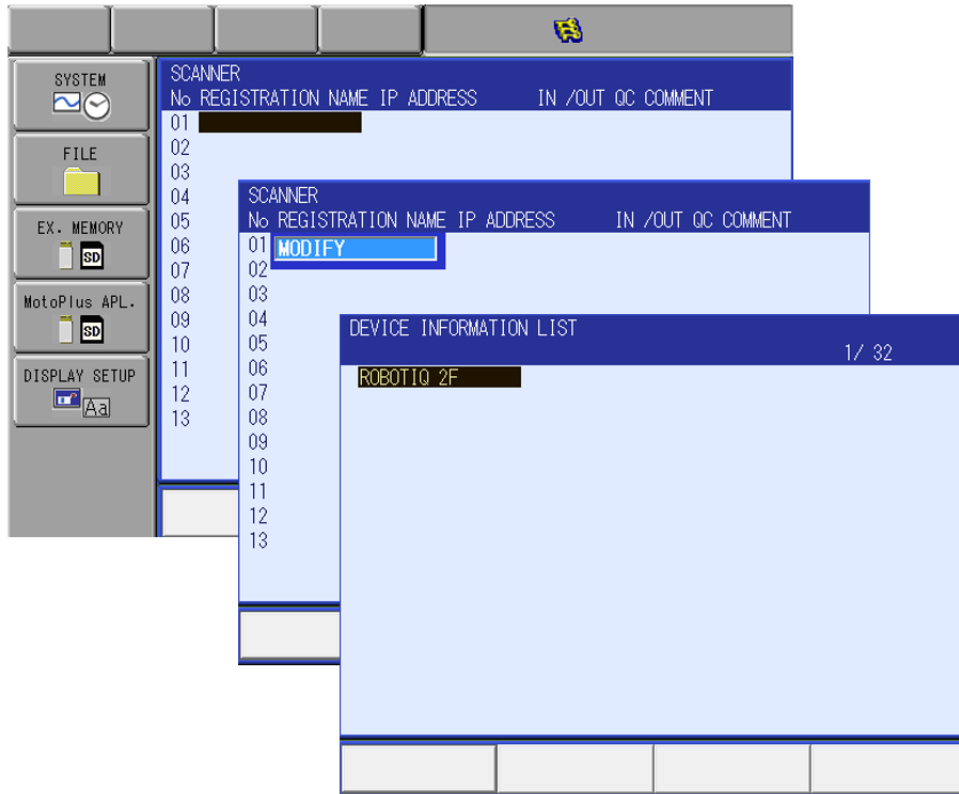 SYSTEM
FILE
EX. MEMORY
SD
MotoPlus APL.
SD
DISPLAY SETUP
Aa
SCANNER
No REGISTRATION NAME IP ADDRESS IN /OUT QC COMMENT
01
02
03
04
05
06
07
08
09
10
11
12
13
SCANNER
No REGISTRATION NAME IP ADDRESS IN /OUT QC COMMENT
01 MODIFY
02
03
04
05
06
07
08
09
10
11
12
13
DEVICE INFORMATION LIST
1/ 32
ROBOTIQ 2F